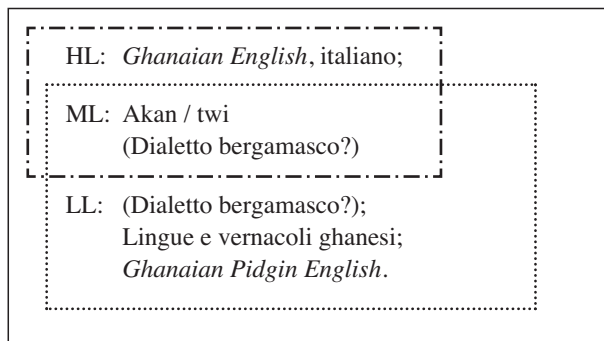 HL: Ghanaian English, italiano;
ML: Akan / twi
(Dialetto bergamasco?)
LL: (Dialetto bergamasco?);
Lingue e vernacoli ghanesi;
Ghanaian Pidgin English.